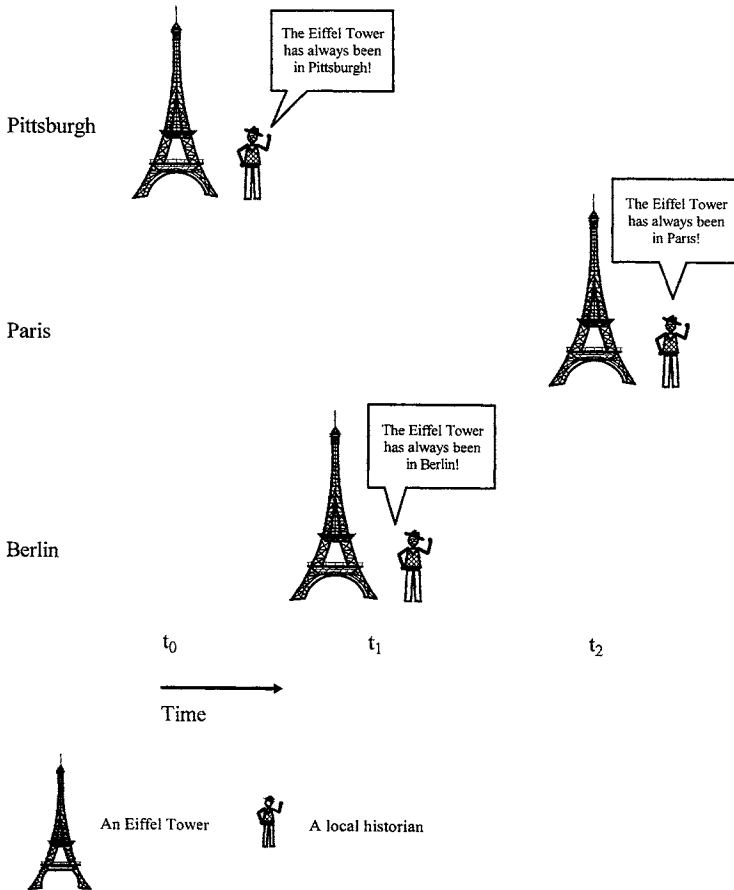 The Eiffel Tower
has always been
in Pittsburgh!
Pittsburgh
The Eiffel Tower
has always been
in Paris!
Paris
The Eiffel Tower
has always been
in Berlin!
Berlin
t₀ t₁ t₂
Time
An Eiffel Tower A local historian